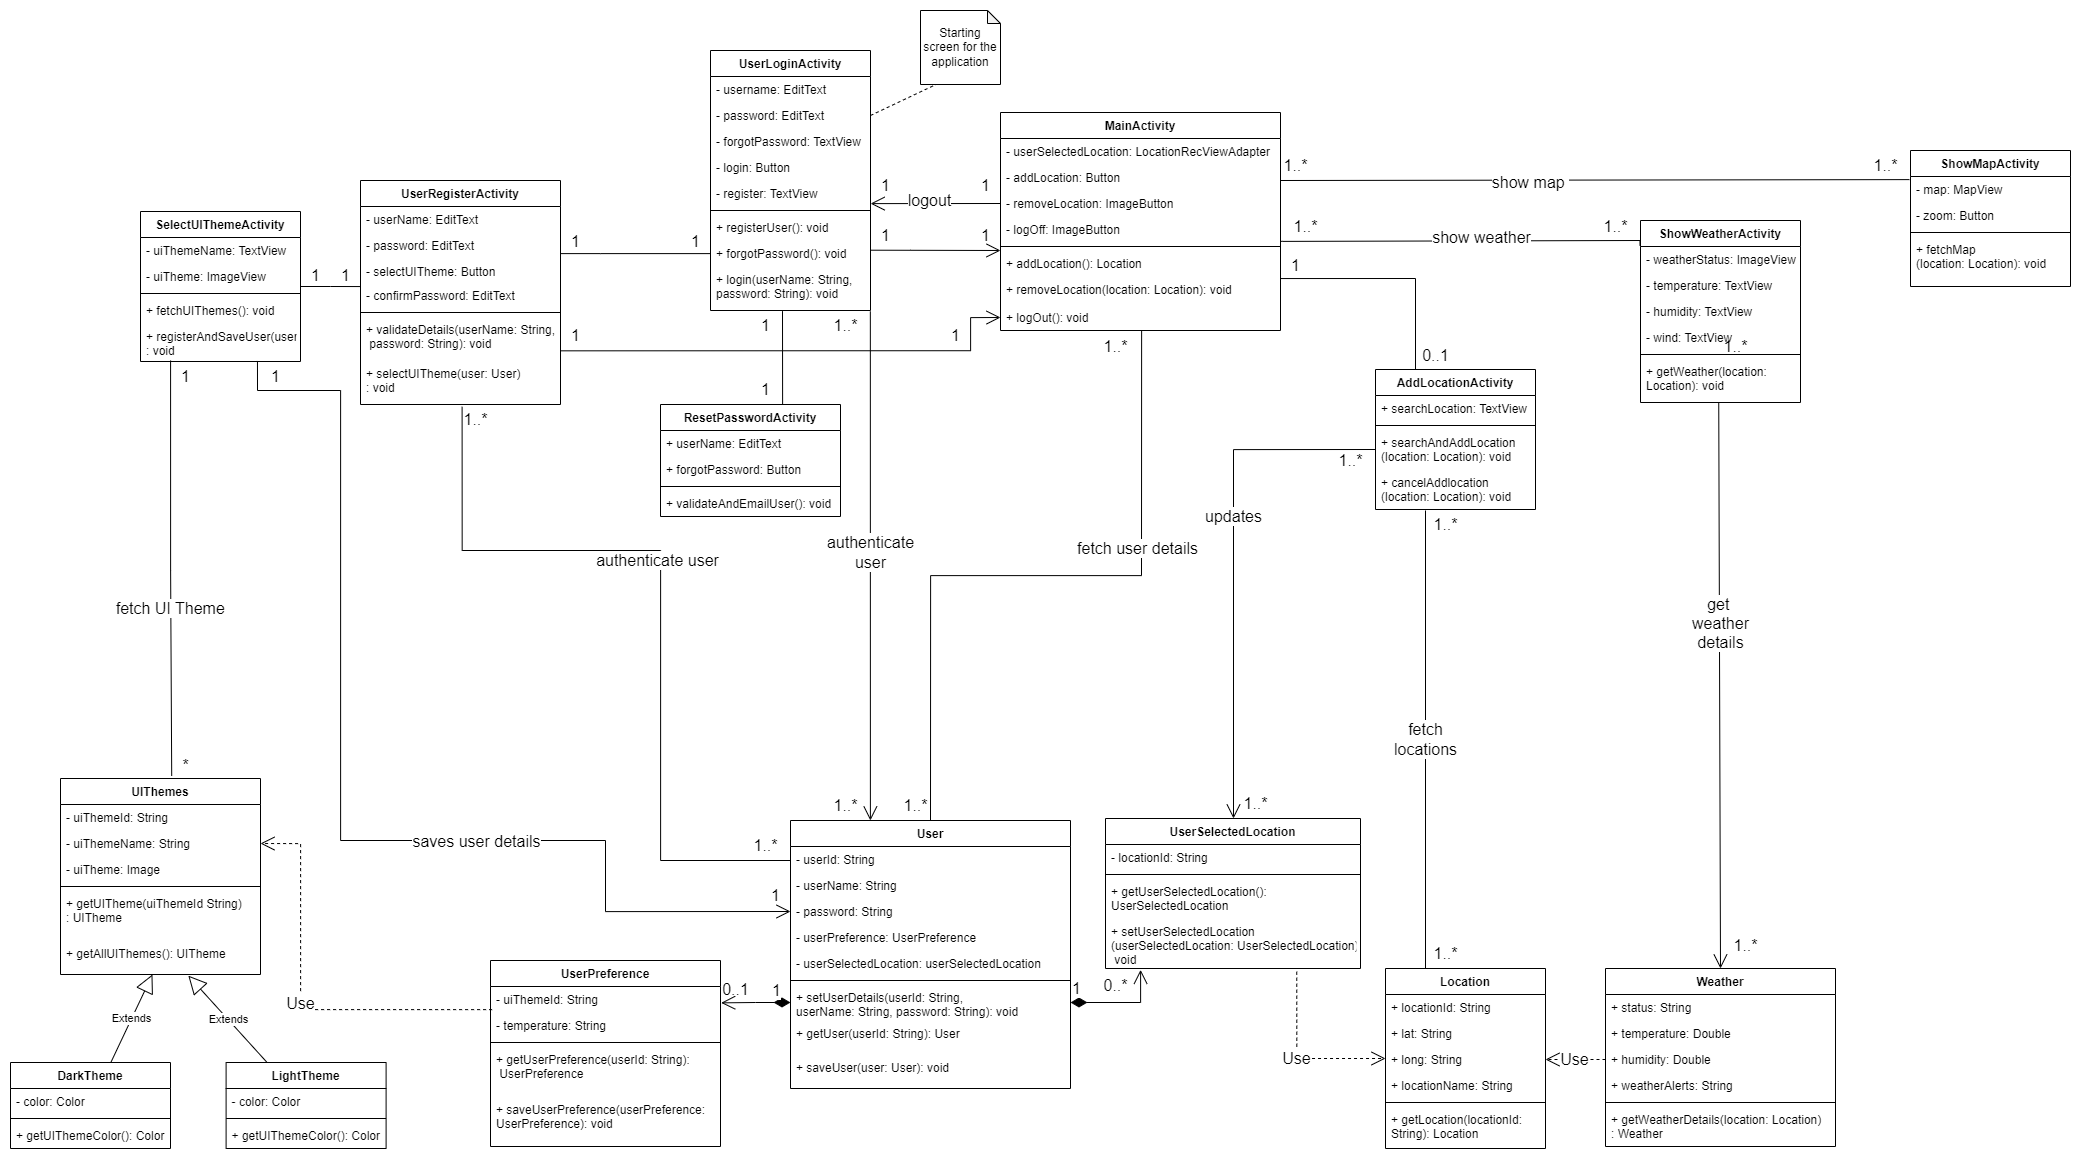 Starting
screen for the
application
UserLoginActivity
- username: EditText
- password: EditText
- forgotPassword: TextView
- login: Button
- register: TextView
+ registerUser(): void
+ forgotPassword(): void
+ login(userName: String,
password: String): void
MainActivity
- userSelectedLocation: LocationRecViewAdapter
- addLocation: Button
- removeLocation: ImageButton
- logOff: ImageButton
+ addLocation(): Location
+ removeLocation(location: Location): void
+ logOut(): void
ShowMapActivity
- map: MapView
- zoom: Button
+ fetchMap
(location: Location): void
1..*
show map
1..*
UserRegisterActivity
- userName: EditText
- password: EditText
- selectUITheme: Button
- confirmPassword: EditText
+ validateDetails(userName: String,
password: String): void
+ selectUITheme(user: User)
: void
SelectUIThemeActivity
- uiThemeName: TextView
- uiTheme: ImageView
+ fetchUIThemes(): void
+ registerAndSaveUser(user
: void
1
1
1
1
1
logout
1
1
1
1
1
1..*
show weather
1..*
ShowWeatherActivity
- weatherStatus: ImageView
- temperature: TextView
- humidity: TextView
- wind: TextView
1..*
+ getWeather(location:
Location): void
1
0..1
AddLocationActivity
+ searchLocation: TextView
+ searchAndAddLocation
(location: Location): void
+ cancelAddlocation
(location: Location): void
1
1..*
1
ResetPasswordActivity
+ userName: EditText
+ forgotPassword: Button
+ validateAndEmailUser(): void
1
1
1..*
1..*
1..*
1..*
updates
authenticate user
authenticate
user
fetch user details
fetch UI Theme
get
weather
details
fetch
locations
*
UIThemes
- uiThemeId: String
- uiThemeName: String
- uiTheme: Image
+ getUITheme(uiThemeId String)
: UITheme
+ getAllUIThemes(): UITheme
saves user details
1..*
1..*
1..*
1
User
- userId: String
- userName: String
- password: String
- userPreference: UserPreference
- userSelectedLocation: userSelectedLocation
+ setUserDetails(userId: String,
userName: String, password: String): void
+ getUser(userId: String): User
+ saveUser(user: User): void
1..*
UserSelectedLocation
- locationId: String
+ getUserSelectedLocation():
UserSelectedLocation
+ setUserSelectedLocation
(userSelectedLocation: UserSelectedLocation)
void
1..*
1..*
0..1
1
1
0..*
Use
UserPreference
- uiThemeId: String
- temperature: String
+ getUserPreference(userId: String):
UserPreference
+ saveUserPreference(userPreference:
UserPreference): void
Extends
Extends
DarkTheme
- color: Color
+ getUIThemeColor(): Color
LightTheme
- color: Color
+ getUIThemeColor(): Color
Use
Location
+ locationId: String
+ lat: String
+ long: String
+ locationName: String
+ getLocation(locationId:
String): Location
Use
Weather
+ status: String
+ temperature: Double
+ humidity: Double
+ weatherAlerts: String
+ getWeatherDetails(location: Location)
: Weather